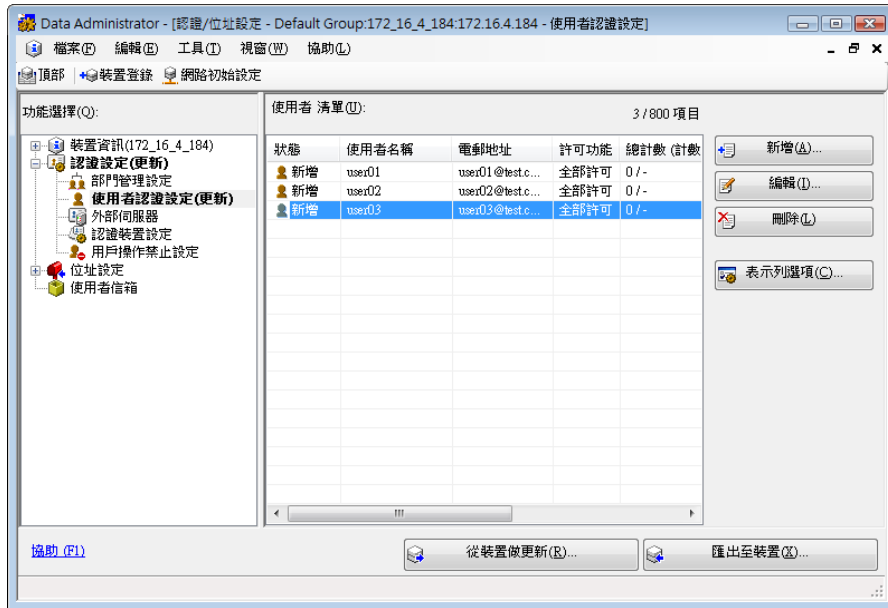 Data Administrator - [認證/位址設定 - Default Group:172_16_4_184:172.16.4.184 - 使用者認證設定]
檔案(F) 編輯(E) 工具(T) 視窗(W) 協助(L)
頂部 裝置登錄 網路初始設定
功能選擇(Q):
裝置資訊(172_16_4_184)
認證設定(更新)
部門管理設定
使用者認證設定(更新)
外部伺服器
認證裝置設定
用戶操作禁止設定
位址設定
使用者信箱
使用者 清單(U):
3 / 800 項目
狀態 使用者名稱 電郵地址 許可功能 總計數 (計數
新增 user01 user01@test.c... 全部許可 0 / -
新增 user02 user02@test.c... 全部許可 0 / -
新增 user03 user03@test.c... 全部許可 0 / -
新增(A)...
編輯(I)...
刪除(L)
表示列選項(C)...
協助 (F1)
從裝置做更新(R)...
匯出至裝置(X)...